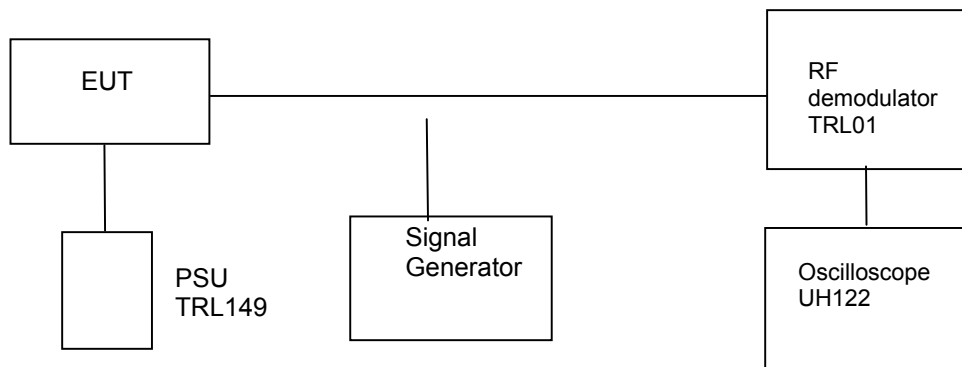 EUT
RF
demodulator
TRL01
Signal
Generator
PSU
TRL149
Oscilloscope
UH122